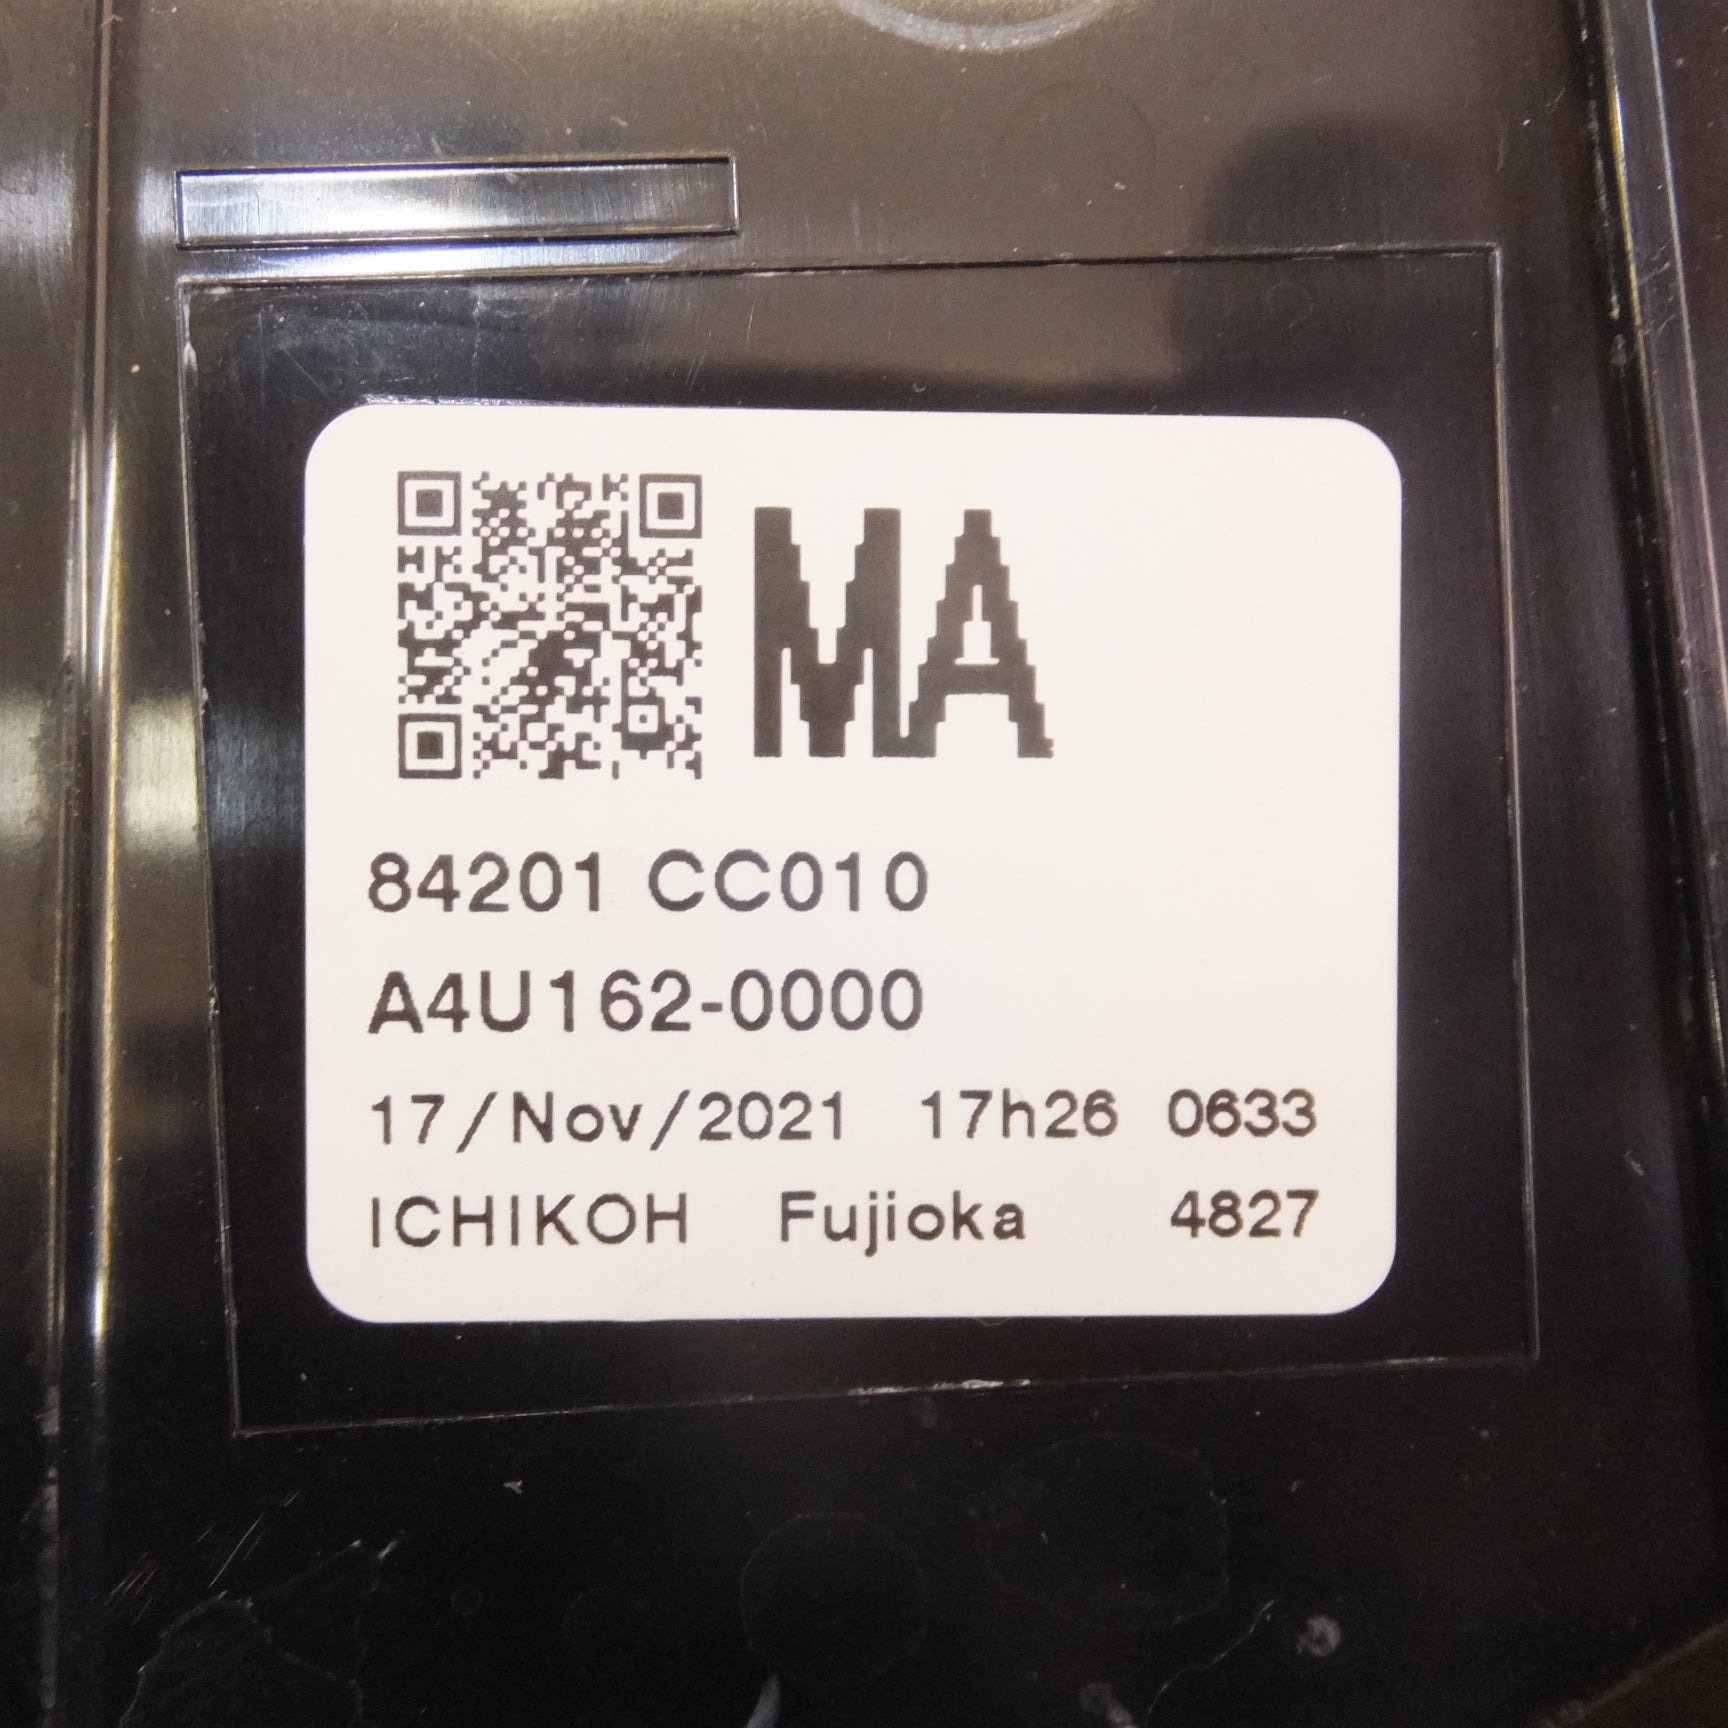 MA
84201 CC010
A4U162-0000
17/Nov/2021 17h26 0633
ICHIKOH Fujioka 4827